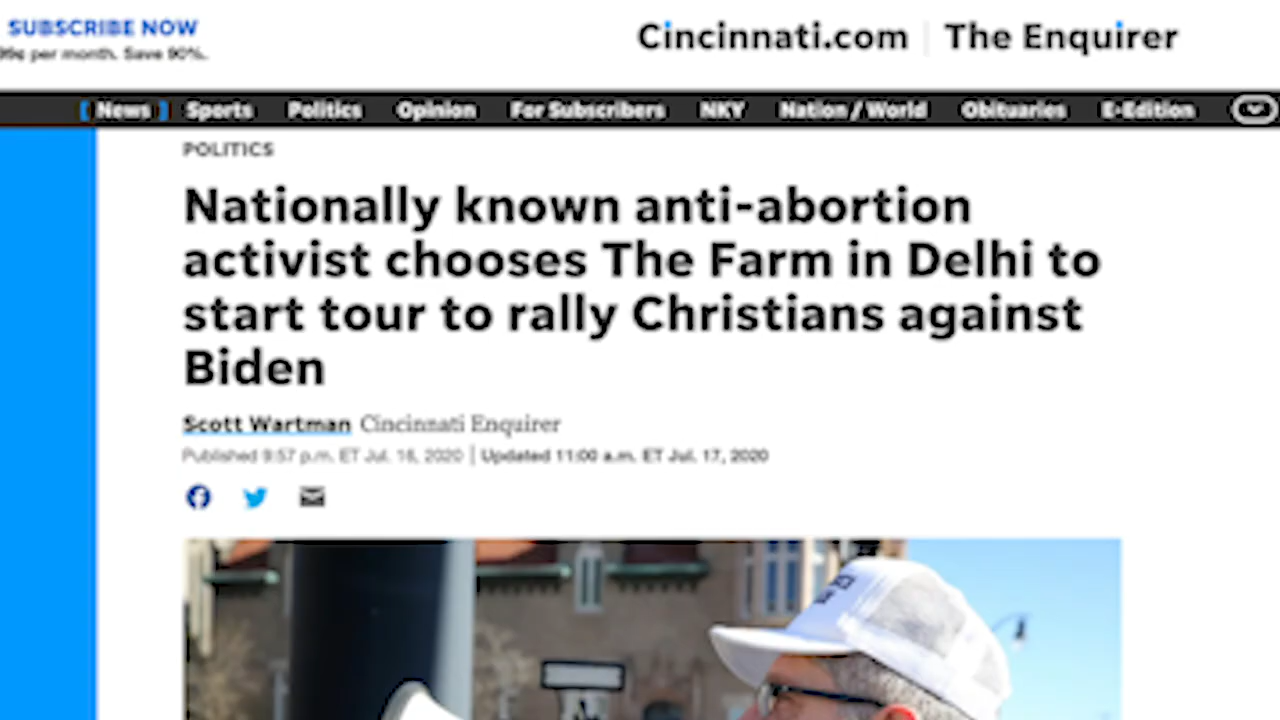 SUBSCRIBE NOW
99¢ per month. Save 90%.
Cincinnati.com | The Enquirer
[ News ] Sports Politics Opinion For Subscribers NKY Nation / World Obituaries E-Edition
POLITICS
Nationally known anti-abortion
activist chooses The Farm in Delhi to
start tour to rally Christians against
Biden
Scott Wartman Cincinnati Enquirer
Published 9:57 p.m. ET Jul. 16, 2020 | Updated 11:00 a.m. ET Jul. 17, 2020